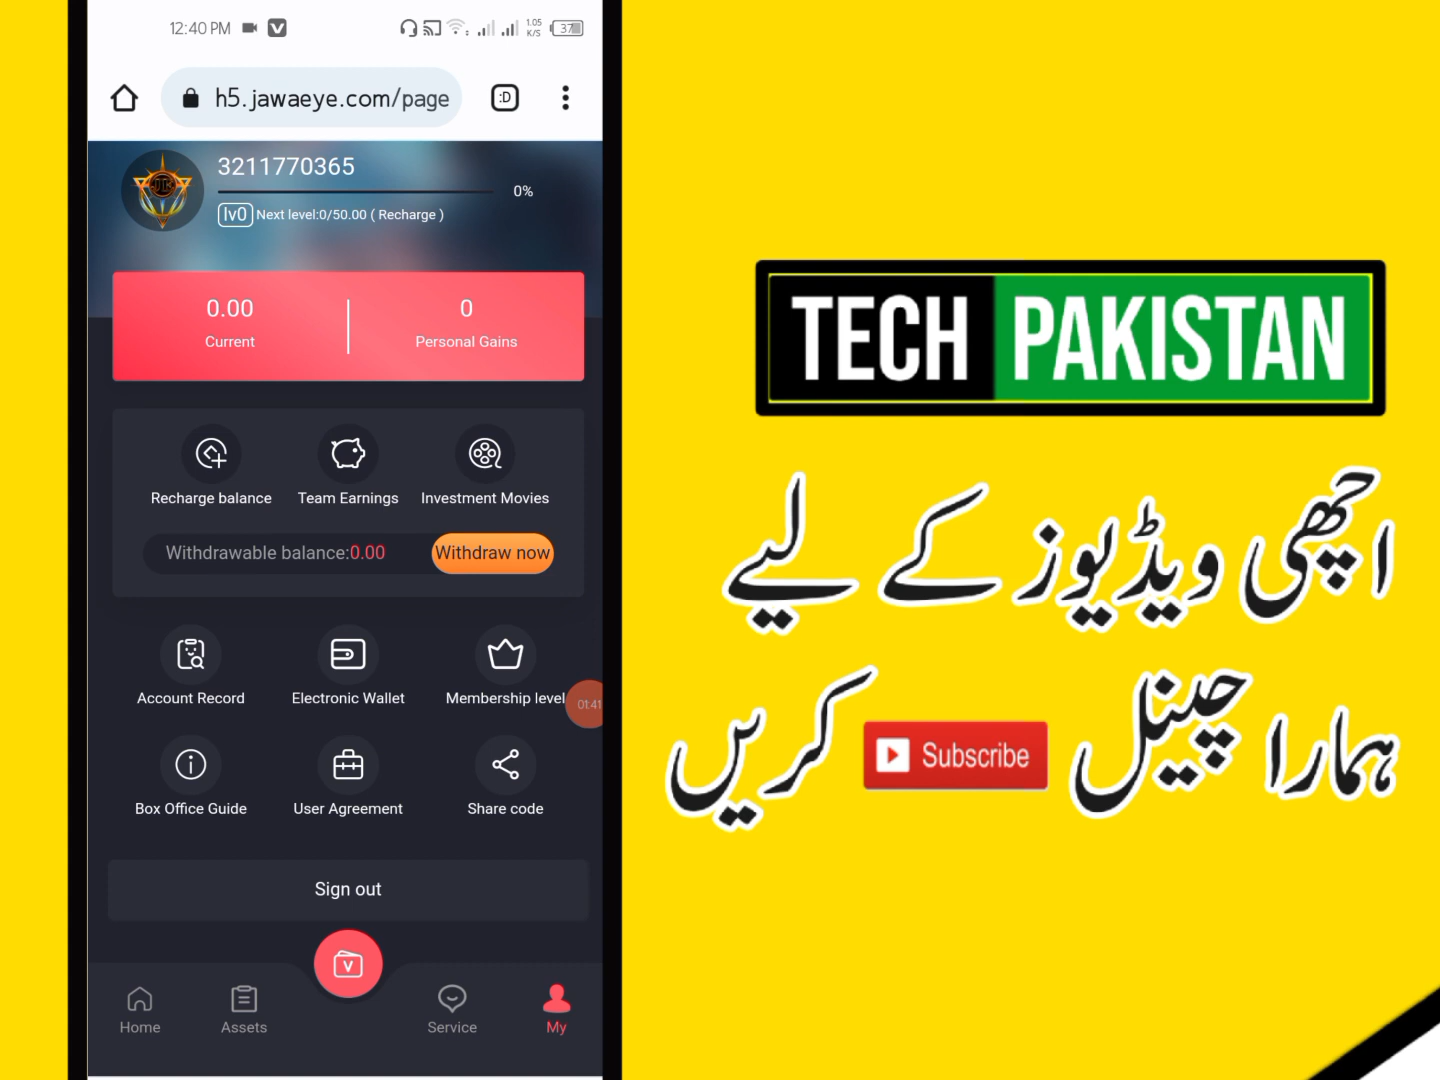 12:40 PM
1.05 K/S
37
h5.jawaeye.com/page
:D
3211770365
0%
lv0 Next level:0/50.00 ( Recharge )
0.00
0
Current
Personal Gains
Recharge balance
Team Earnings
Investment Movies
Withdrawable balance:0.00
Withdraw now
Account Record
Electronic Wallet
Membership level
01:41
Box Office Guide
User Agreement
Share code
Sign out
Home
Assets
Service
My
TECH PAKISTAN
اچھی ویڈیوز کے لیے
ہمارا چینل Subscribe کریں